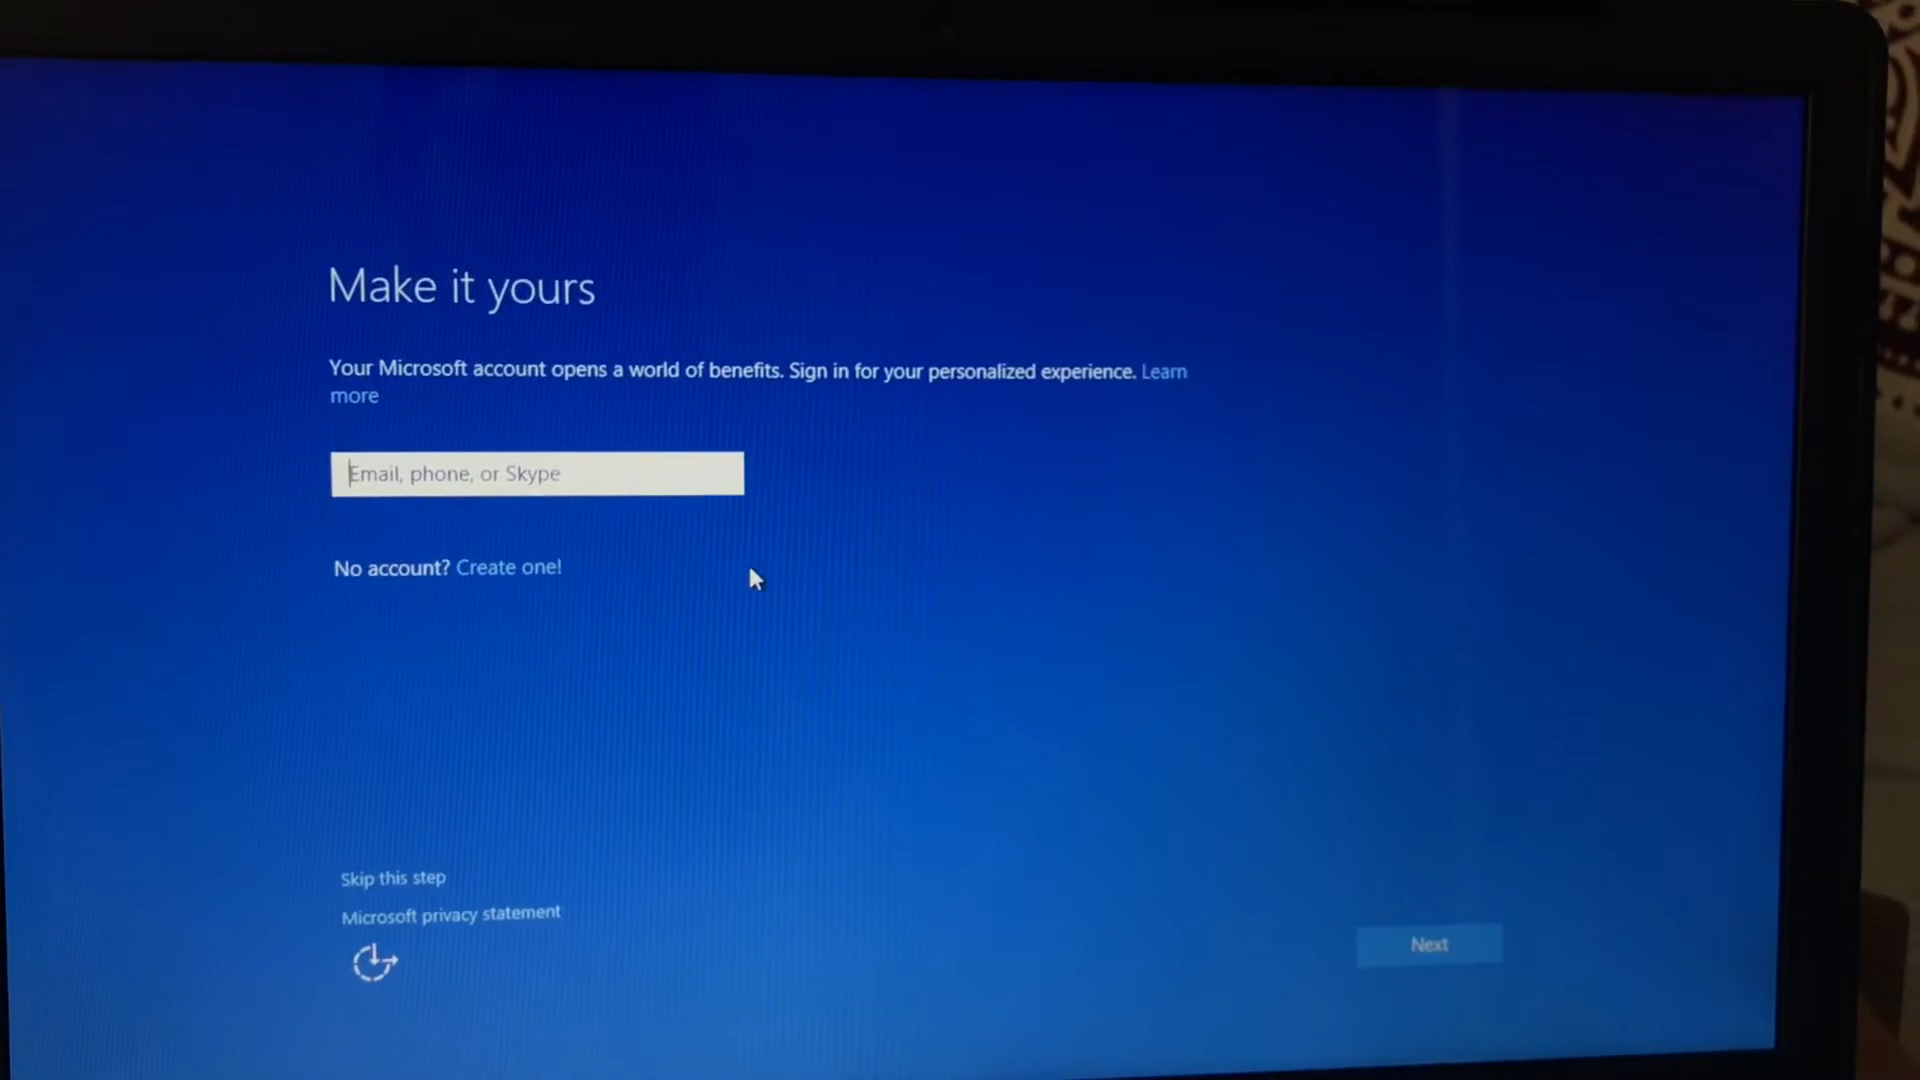 Make it yours
Your Microsoft account opens a world of benefits. Sign in for your personalized experience. Learn
more
Email, phone, or Skype
No account? Create one!
Skip this step
Microsoft privacy statement
Next